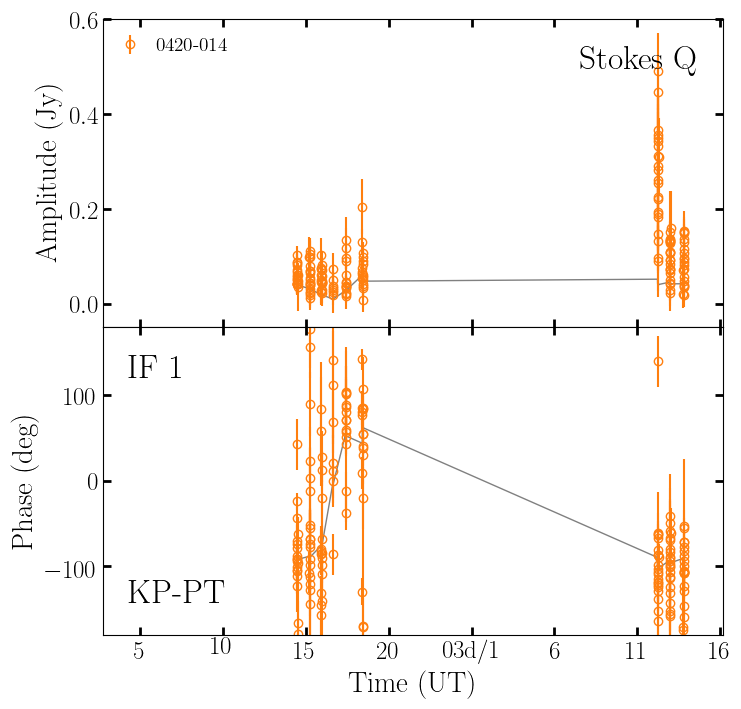 0420-014
Stokes Q
0.6
0.4
0.2
0.0
Amplitude (Jy)
IF 1
100
0
−100
Phase (deg)
KP-PT
5 10 15 20 03d/1 6 11 16
Time (UT)